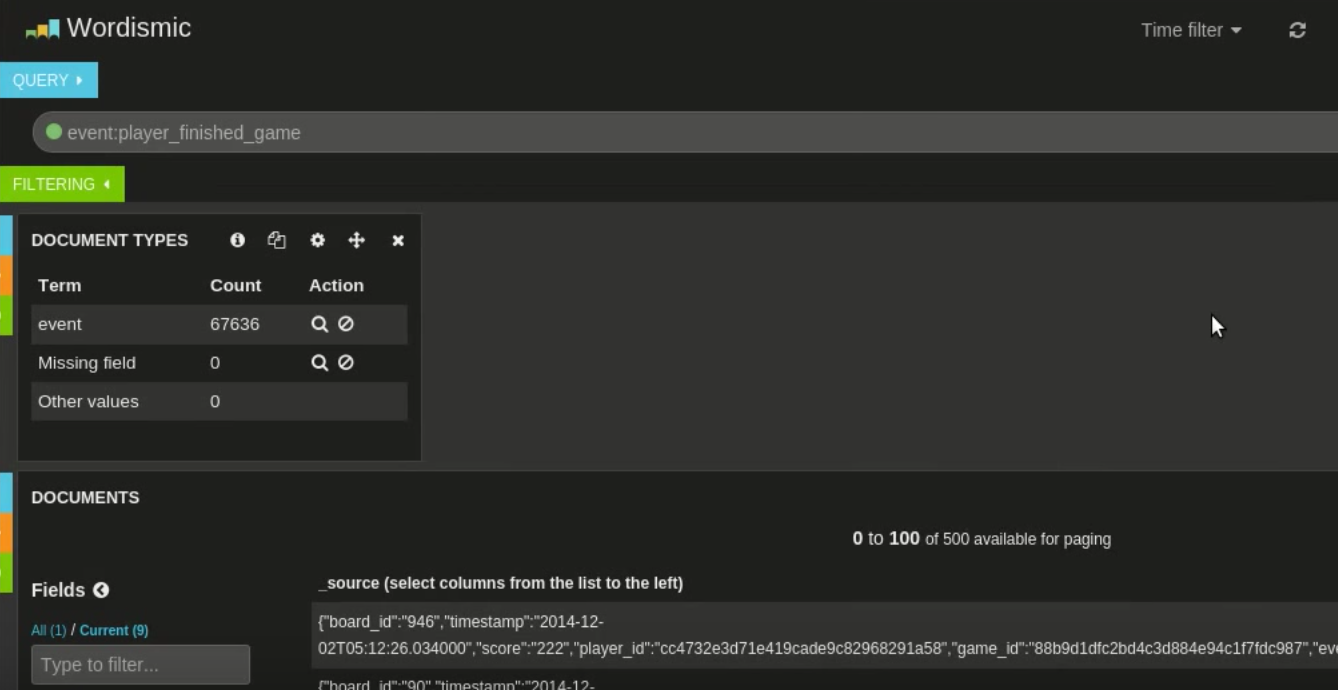 Wordismic
Time filter
QUERY
event:player_finished_game
FILTERING
DOCUMENT TYPES
Term Count Action
event 67636
Missing field 0
Other values 0
DOCUMENTS
0 to 100 of 500 available for paging
Fields
_source (select columns from the list to the left)
All (1) / Current (9)
Type to filter...
{"board_id":"946","timestamp":"2014-12-
02T05:12:26.034000","score":"222","player_id":"cc4732e3d71e419cade9c82968291a58","game_id":"88b9d1dfc2bd4c3d884e94c1f7fdc987","eve
{"board_id":"90","timestamp":"2014-12-